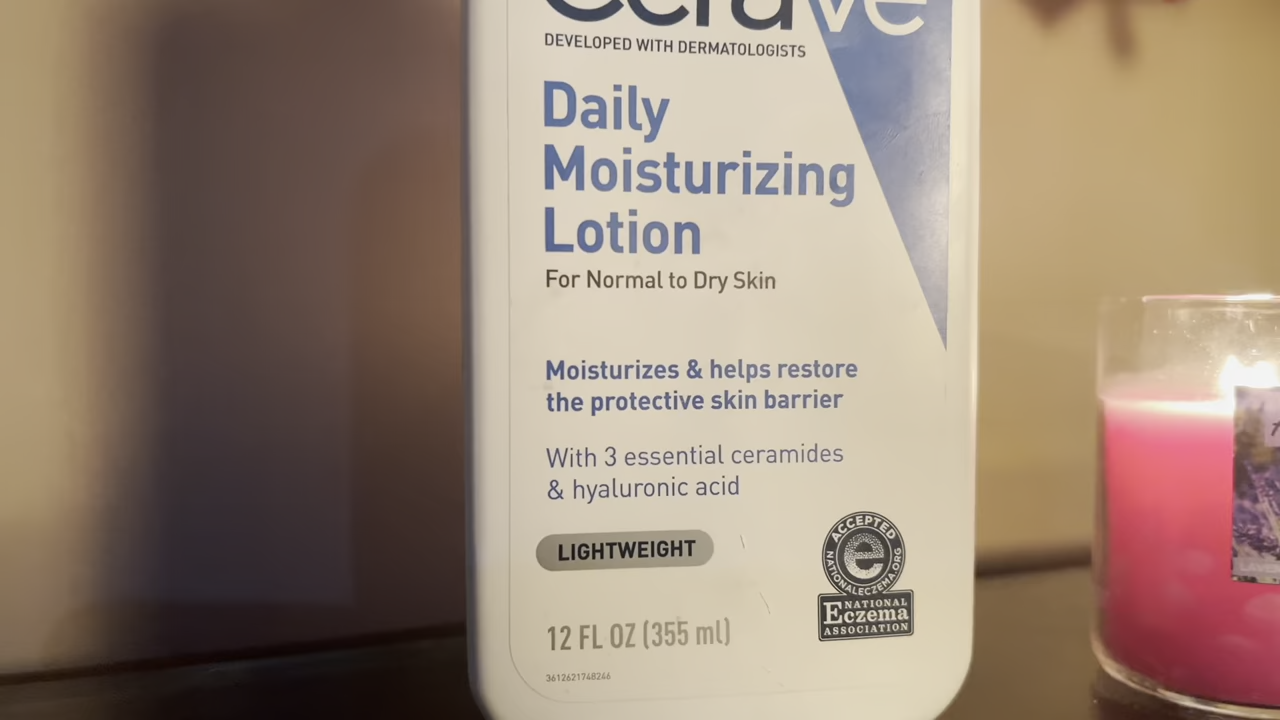 CeraVe
DEVELOPED WITH DERMATOLOGISTS
Daily
Moisturizing
Lotion
For Normal to Dry Skin
Moisturizes & helps restore
the protective skin barrier
With 3 essential ceramides
& hyaluronic acid
LIGHTWEIGHT
ACCEPTED
e
NATIONALECZEMA.ORG
NATIONAL
Eczema
ASSOCIATION
12 FL OZ (355 ml)
3612621748246